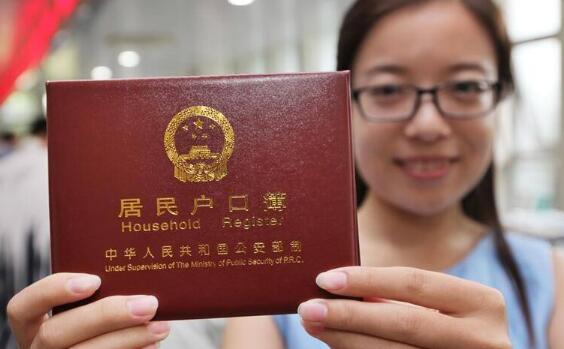 居民户口簿
Household Register
中华人民共和国公安部制
Under Supervision of The Ministry of Public Security of P.R.C.